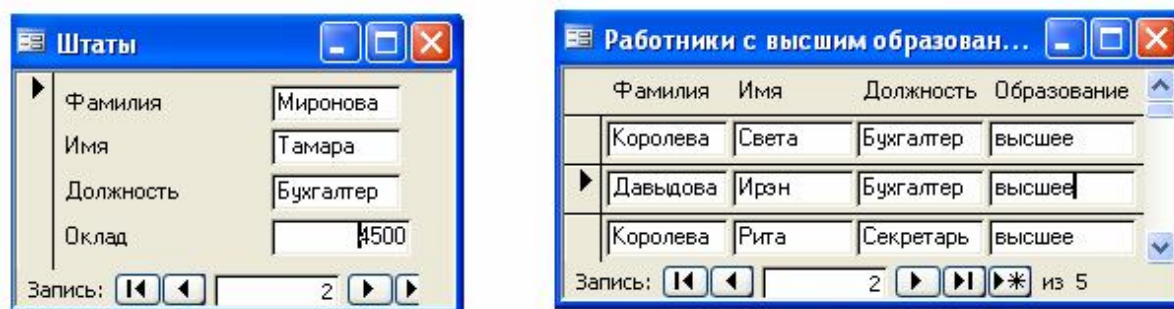 Штаты
Фамилия Миронова
Имя Тамара
Должность Бухгалтер
Оклад 4500
Запись: 2
Работники с высшим образован...
Фамилия Имя Должность Образование
Королева Света Бухгалтер высшее
Давыдова Ирэн Бухгалтер высшее
Королева Рита Секретарь высшее
Запись: 2 из 5